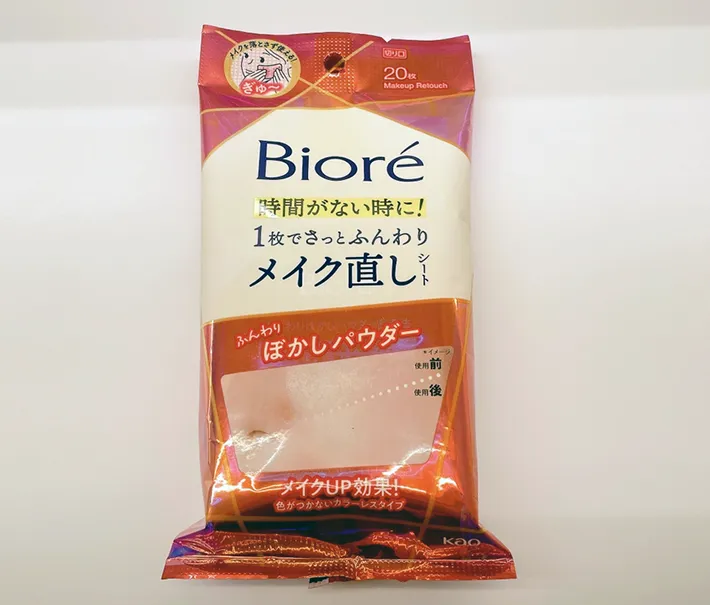 メイクを落とさず使える!
ぎゅ〜
切り口
20枚
Makeup Retouch
Bioré
時間がない時に!
1枚でさっとふんわり
メイク直しシート
ふんわり
ぼかしパウダー
*イメージ
使用前
使用後
メイクUP効果!
色がつかないカラーレスタイプ
Kao